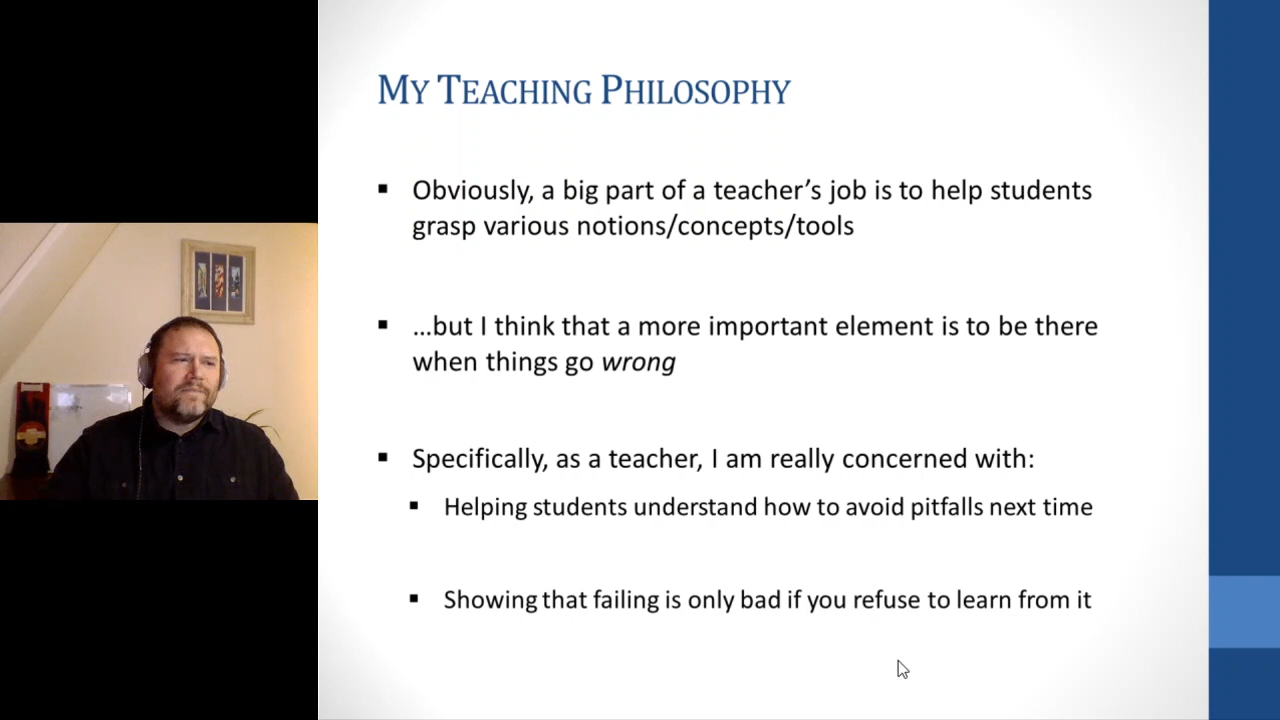 MY TEACHING PHILOSOPHY
▪ Obviously, a big part of a teacher’s job is to help students
grasp various notions/concepts/tools
▪ …but I think that a more important element is to be there
when things go wrong
▪ Specifically, as a teacher, I am really concerned with:
▪ Helping students understand how to avoid pitfalls next time
▪ Showing that failing is only bad if you refuse to learn from it